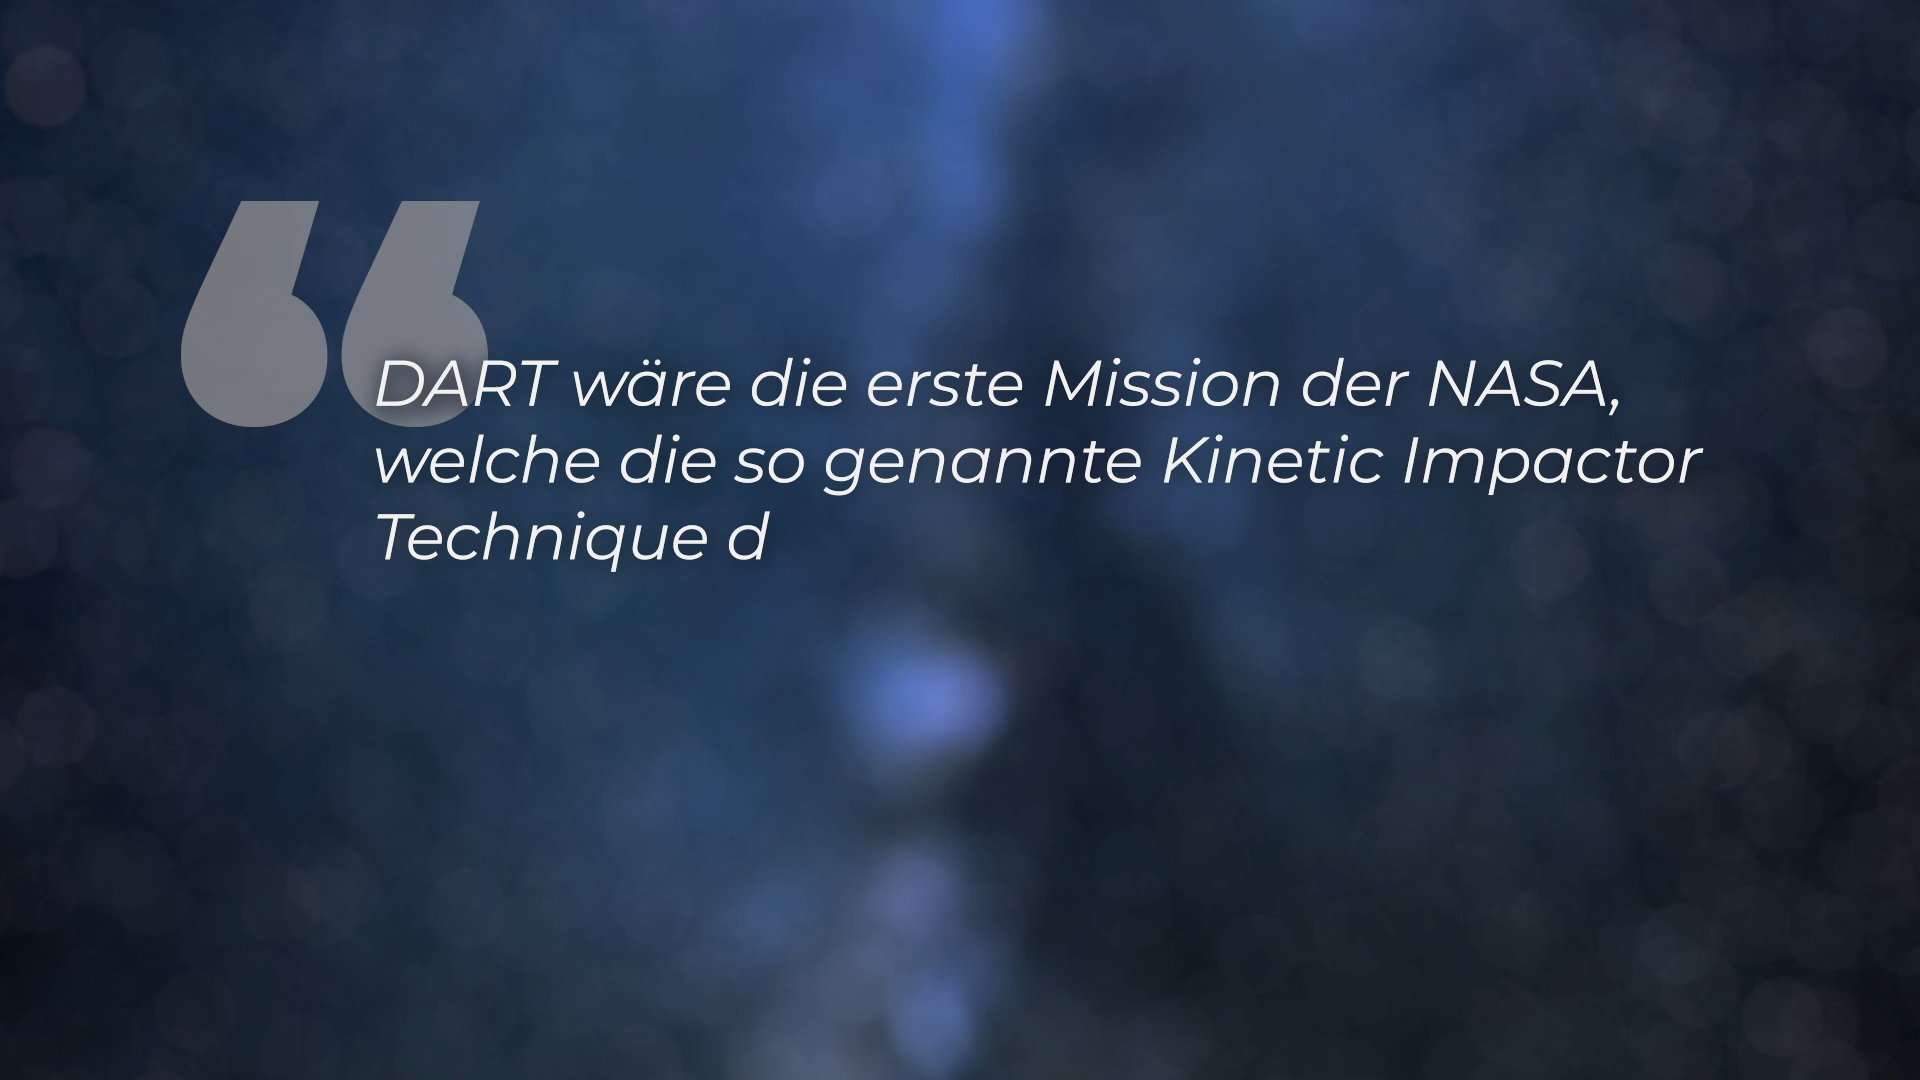 “
DART wäre die erste Mission der NASA,
welche die so genannte Kinetic Impactor
Technique d